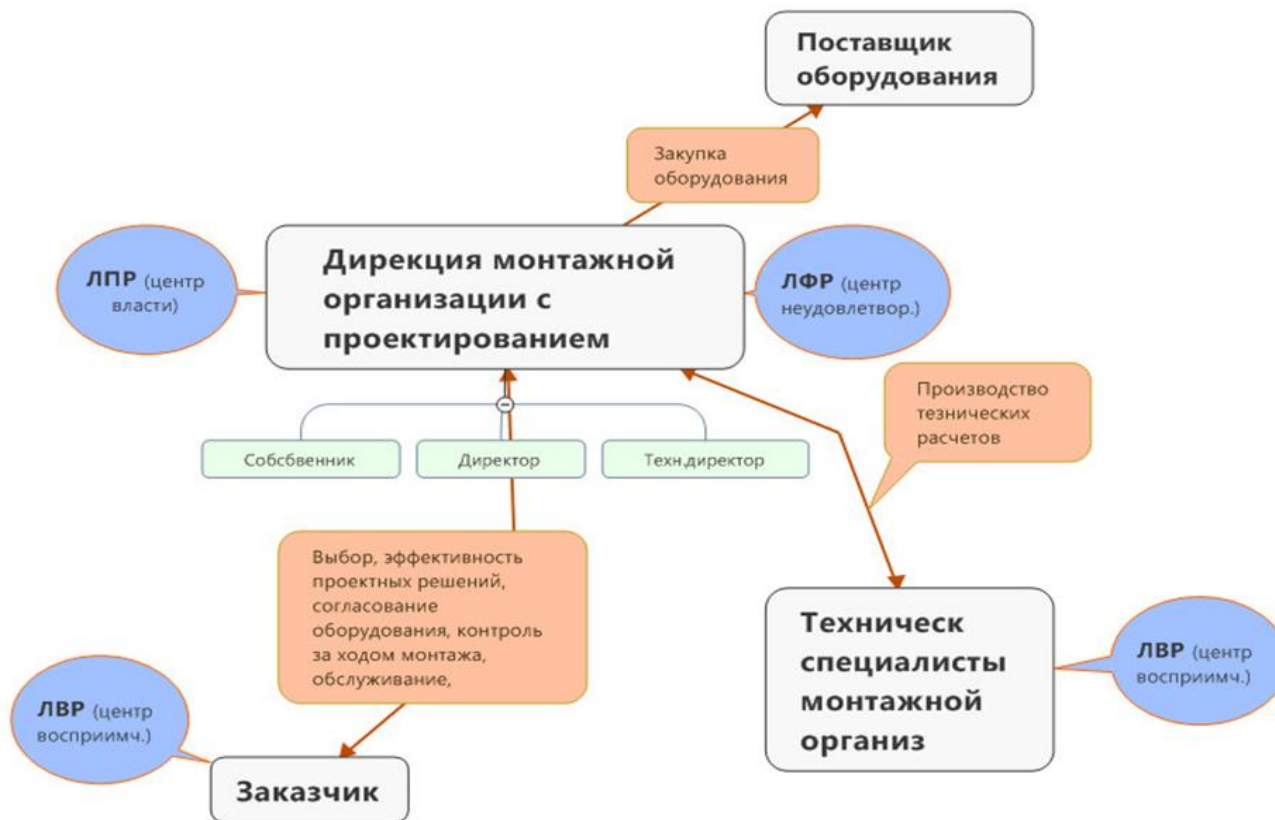 Поставщик
оборудования
Закупка
оборудования
Дирекция монтажной
организации с
проектированием
ЛПР (центр
власти)
ЛФР (центр
неудовлетвор.)
Производство
тезнических
расчетов
Собсбвенник
Директор
Техн.директор
Выбор, эффективность
проектных решений,
согласование
оборудования, контроль
за ходом монтажа,
обслуживание,
Техническ
специалисты
монтажной
организ
ЛВР (центр
восприимч.)
ЛВР (центр
восприимч.)
Заказчик